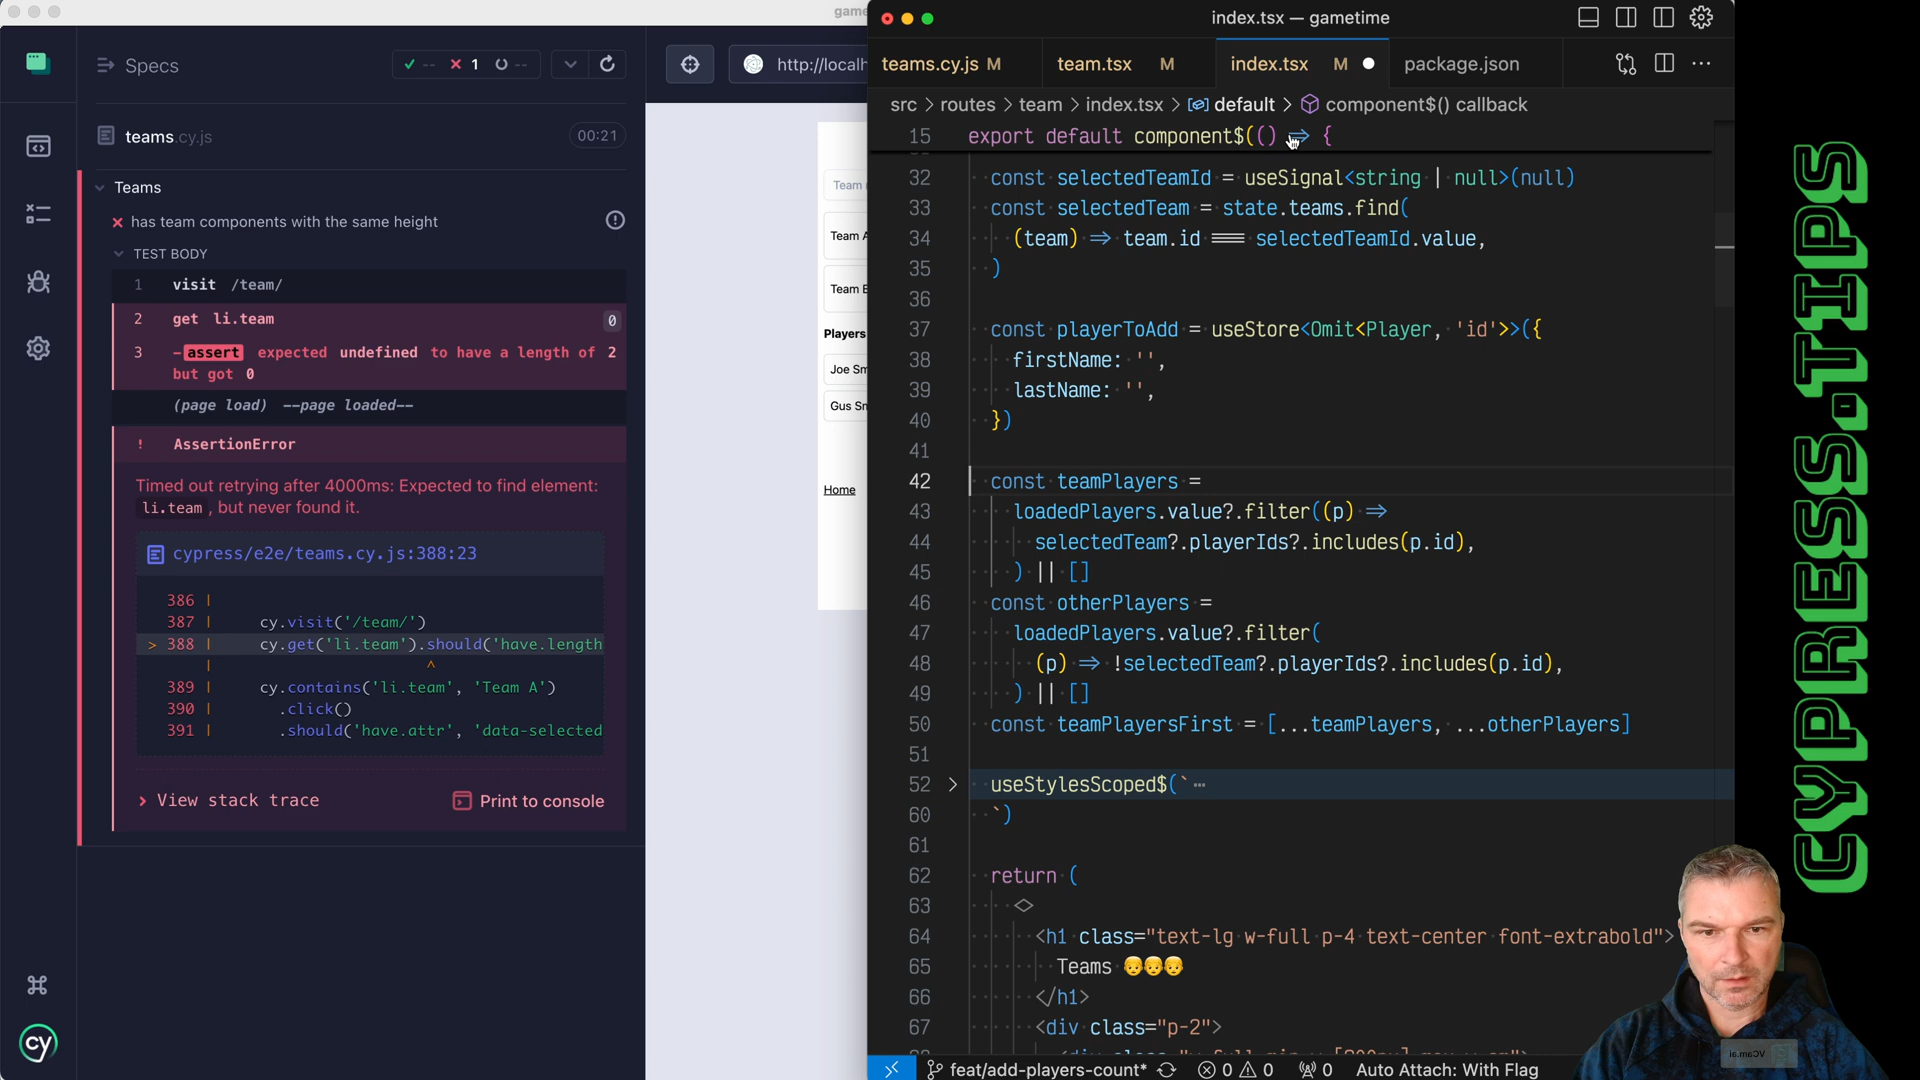 game
index.tsx — gametime
Specs
-- 1 --
http://localh
teams.cy.js M
team.tsx M
index.tsx M
package.json
src > routes > team > index.tsx > default > component$() callback
teams.cy.js
00:21
15 export default component$(() => {
Teams
has team components with the same height
TEST BODY
1 visit /team/
2 get li.team 0
3 -assert expected undefined to have a length of 2
but got 0
(page load) --page loaded--
! AssertionError
Timed out retrying after 4000ms: Expected to find element:
li.team , but never found it.
cypress/e2e/teams.cy.js:388:23
386 |
387 | cy.visit('/team/')
> 388 | cy.get('li.team').should('have.length
| ^
389 | cy.contains('li.team', 'Team A')
390 | .click()
391 | .should('have.attr', 'data-selected
> View stack trace
Print to console
cy
Team
Team A
Team B
Players
Joe Sm
Gus Sm
Home
32 const selectedTeamId = useSignal<string | null>(null)
33 const selectedTeam = state.teams.find(
34 (team) => team.id === selectedTeamId.value,
35 )
36
37 const playerToAdd = useStore<Omit<Player, 'id'>>({
38 firstName: '',
39 lastName: '',
40 })
41
42 const teamPlayers =
43 loadedPlayers.value?.filter((p) =>
44 selectedTeam?.playerIds?.includes(p.id),
45 ) || []
46 const otherPlayers =
47 loadedPlayers.value?.filter(
48 (p) => !selectedTeam?.playerIds?.includes(p.id),
49 ) || []
50 const teamPlayersFirst = [...teamPlayers, ...otherPlayers]
51
52 useStylesScoped$(` ⋯
60 `)
61
62 return (
63 <>
64 <h1 class="text-lg w-full p-4 text-center font-extrabold">
65 Teams 👨👨👨
66 </h1>
67 <div class="p-2">
feat/add-players-count* 0 0 0 Auto Attach: With Flag
CYPRESS.TIPS
VCam.ai